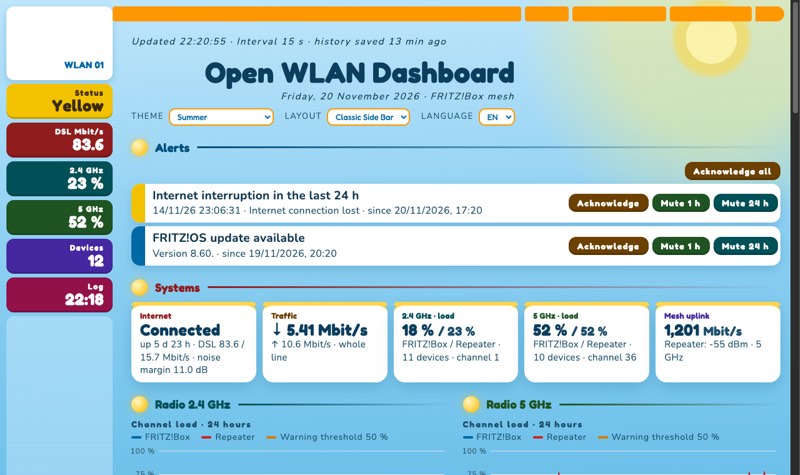 WLAN 01
Status
Yellow
DSL Mbit/s
83.6
2.4 GHz
23 %
5 GHz
52 %
Devices
12
Log
22:18
Updated 22:20:55 · Interval 15 s · history saved 13 min ago
Open WLAN Dashboard
Friday, 20 November 2026 · FRITZ!Box mesh
THEME Summer LAYOUT Classic Side Bar LANGUAGE EN
Alerts
Acknowledge all
Internet interruption in the last 24 h
14/11/26 23:06:31 · Internet connection lost · since 20/11/2026, 17:20
Acknowledge Mute 1 h Mute 24 h
FRITZ!OS update available
Version 8.60. · since 19/11/2026, 20:20
Acknowledge Mute 1 h Mute 24 h
Systems
Internet
Connected
up 5 d 23 h · DSL 83.6 /
15.7 Mbit/s · noise
margin 11.0 dB
Traffic
↓ 5.41 Mbit/s
↑ 10.6 Mbit/s · whole
line
2.4 GHz · load
18 % / 23 %
FRITZ!Box / Repeater ·
11 devices · channel 1
5 GHz · load
52 % / 52 %
FRITZ!Box / Repeater ·
10 devices · channel 36
Mesh uplink
1,201 Mbit/s
Repeater: -55 dBm · 5
GHz
Radio 2.4 GHz
Channel load · 24 hours
FRITZ!Box Repeater Warning threshold 50 %
100 %
75 %
Radio 5 GHz
Channel load · 24 hours
FRITZ!Box Repeater Warning threshold 50 %
100 %
75 %